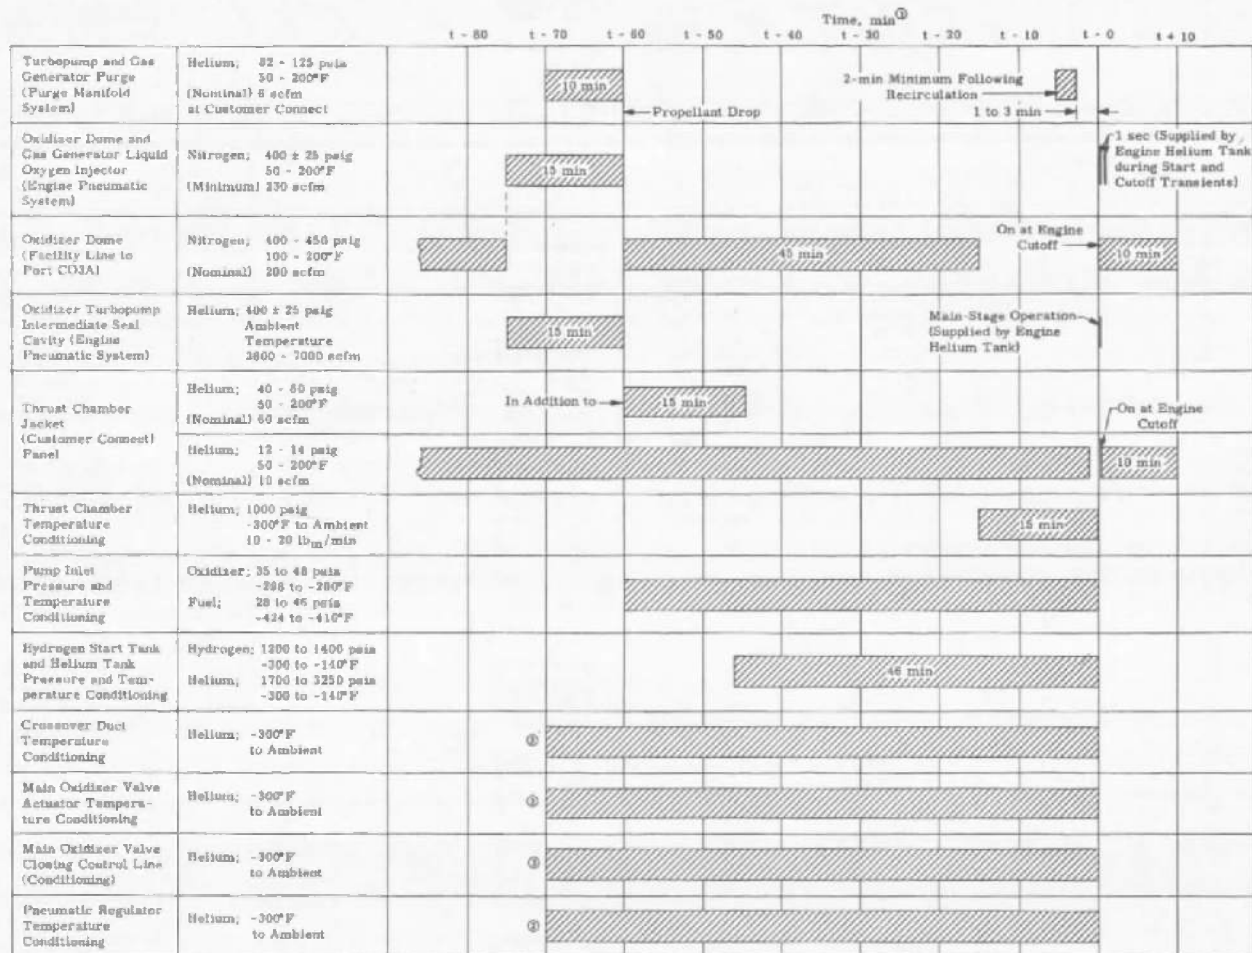 Time, min①
t - 80 t - 70 t - 60 t - 50 t - 40 t - 30 t - 20 t - 10 t - 0 t + 10
Turbopump and Gas
Generator Purge
(Purge Manifold
System)
Helium; 82 - 125 psia
50 - 200°F
(Nominal) 6 scfm
at Customer Connect
10 min
Propellant Drop
2-min Minimum Following
Recirculation
1 to 3 min
Oxidizer Dome and
Gas Generator Liquid
Oxygen Injector
(Engine Pneumatic
System)
Nitrogen; 400 ± 25 psig
50 - 200°F
(Minimum) 230 scfm
15 min
1 sec (Supplied by
Engine Helium Tank
during Start and
Cutoff Transients)
Oxidizer Dome
(Facility Line to
Port CO3A)
Nitrogen; 400 - 450 psig
100 - 200°F
(Nominal) 200 scfm
45 min
On at Engine
Cutoff
10 min
Oxidizer Turbopump
Intermediate Seal
Cavity (Engine
Pneumatic System)
Helium; 400 ± 25 psig
Ambient
Temperature
2600 - 7000 scfm
15 min
Main-Stage Operation
(Supplied by Engine
Helium Tank)
Thrust Chamber
Jacket
(Customer Connect)
Panel
Helium; 40 - 60 psig
50 - 200°F
(Nominal) 60 scfm
In Addition to
15 min
Helium; 12 - 14 psig
50 - 200°F
(Nominal) 10 scfm
On at Engine
Cutoff
10 min
Thrust Chamber
Temperature
Conditioning
Helium; 1000 psig
-300°F to Ambient
10 - 20 lbm/min
15 min
Pump Inlet
Pressure and
Temperature
Conditioning
Oxidizer; 35 to 48 psia
-298 to -280°F
Fuel; 28 to 46 psia
-424 to -410°F
Hydrogen Start Tank
and Helium Tank
Pressure and Tem-
perature Conditioning
Hydrogen; 1200 to 1400 psia
-300 to -140°F
Helium; 1700 to 3250 psia
-300 to -140°F
46 min
Crossover Duct
Temperature
Conditioning
Helium; -300°F
to Ambient
②
Main Oxidizer Valve
Actuator Tempera-
ture Conditioning
Helium; -300°F
to Ambient
Main Oxidizer Valve
Closing Control Line
(Conditioning)
Helium; -300°F
to Ambient
Pneumatic Regulator
Temperature
Conditioning
Helium; -300°F
to Ambient
②